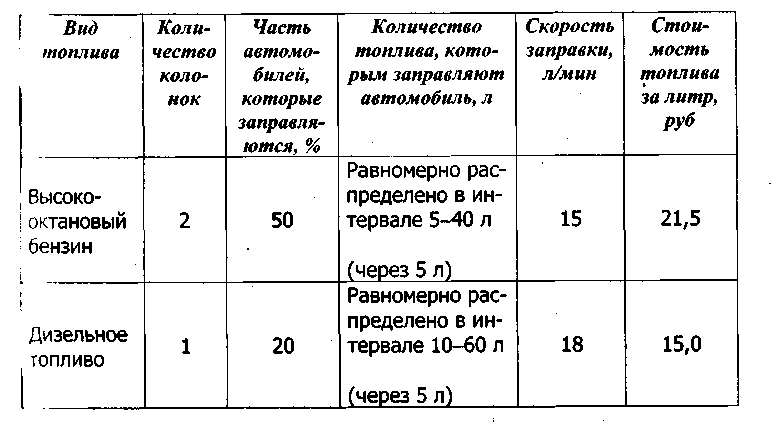 Вид
топлива
Коли-
чество
коло-
нок
Часть
автомо-
билей,
которые
заправля-
ются, %
Количество
топлива, кото-
рым заправляют
автомобиль, л
Скорость
заправки,
л/мин
Стои-
мость
топлива
за литр,
руб
Высоко-
октановый
бензин
2
50
Равномерно рас-
пределено в ин-
тервале 5–40 л
(через 5 л)
15
21,5
Дизельное
топливо
1
20
Равномерно рас-
пределено в ин-
тервале 10–60 л
(через 5 л)
18
15,0